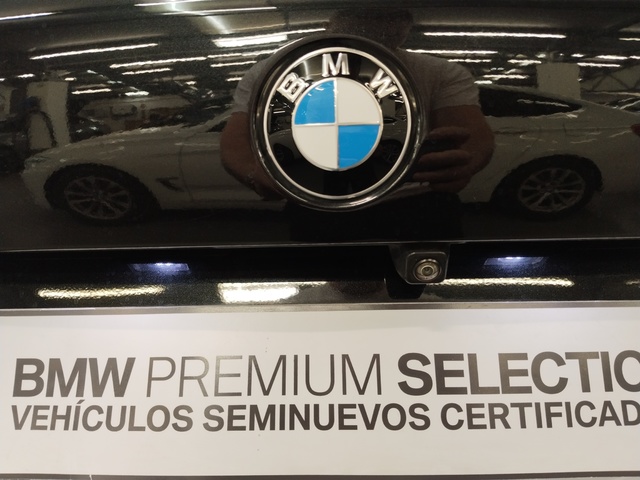 BMW
BMW PREMIUM SELECTIO
VEHÍCULOS SEMINUEVOS CERTIFICAD